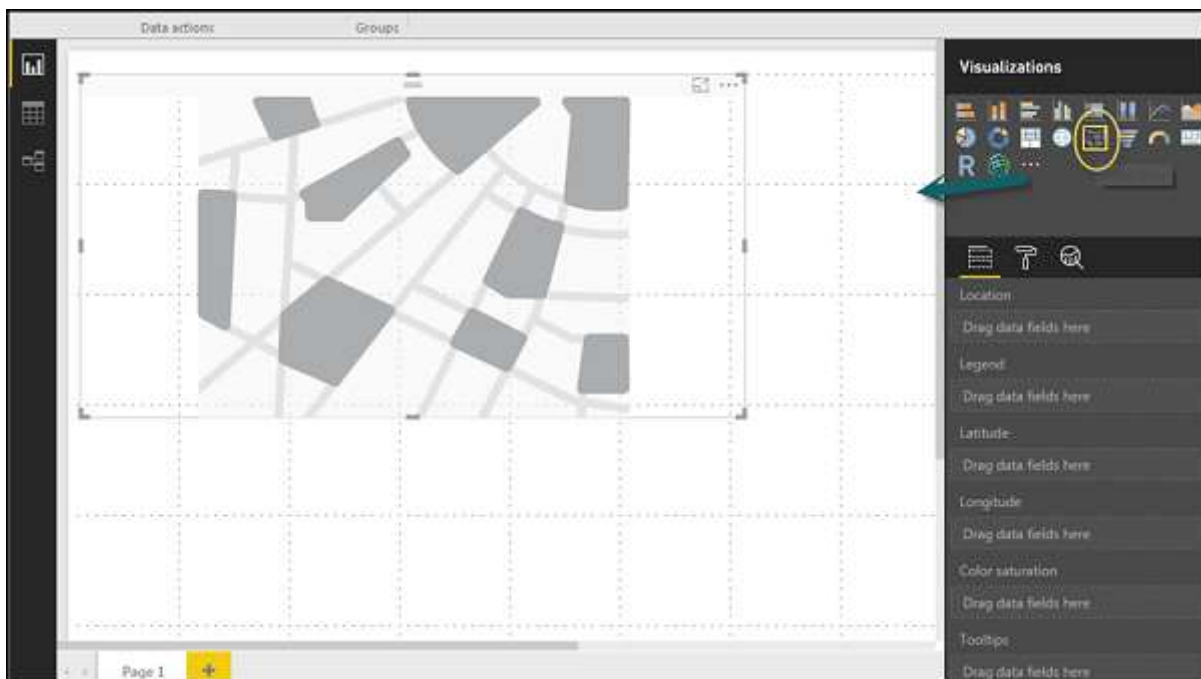 Data actions
Groups
Visualizations
R
Location
Drag data fields here
Legend
Drag data fields here
Latitude
Drag data fields here
Longitude
Drag data fields here
Color saturation
Drag data fields here
Tooltips
Drag data fields here
Page 1